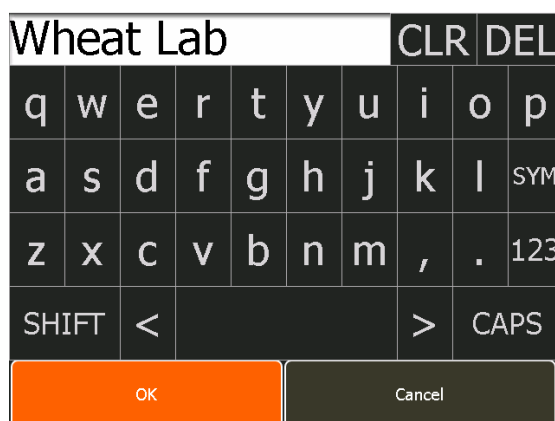 Wheat Lab CLR DEL
q w e r t y u i o p
a s d f g h j k l SYM
z x c v b n m , . 123
SHIFT < > CAPS
OK Cancel